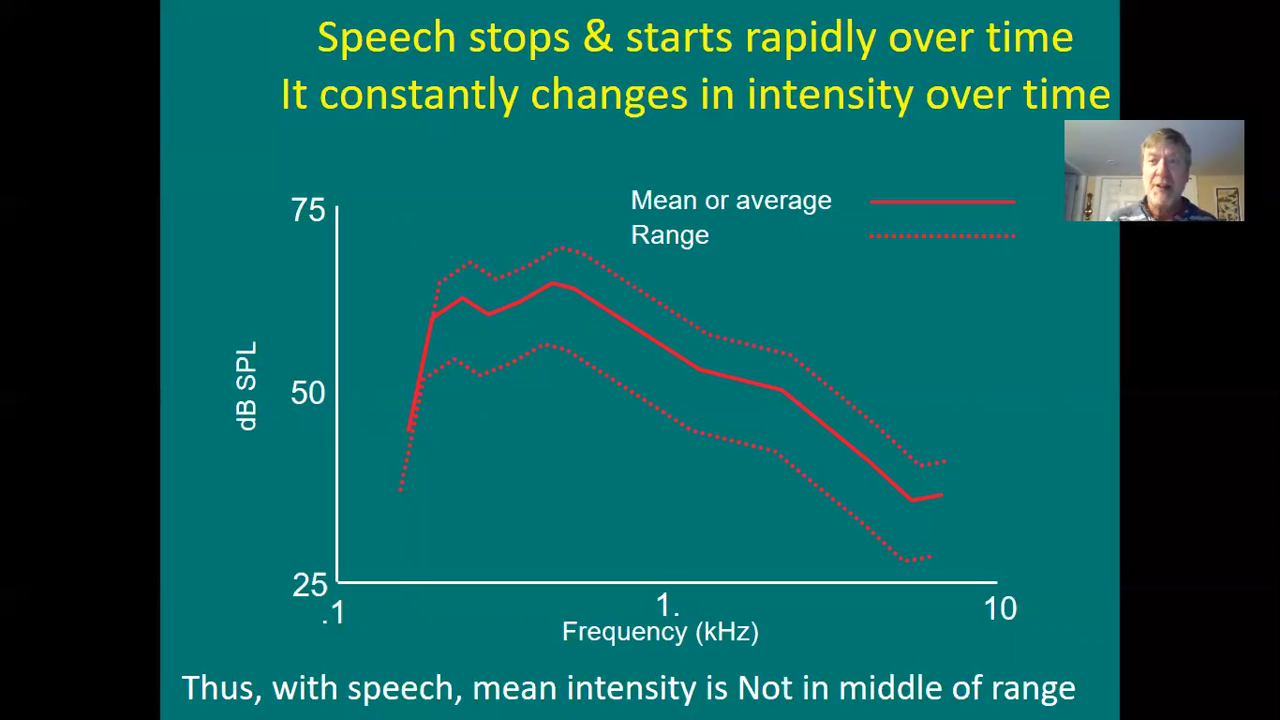 Speech stops & starts rapidly over time
It constantly changes in intensity over time
Mean or average
Range
75
50
25
dB SPL
.1
1.
10
Frequency (kHz)
Thus, with speech, mean intensity is Not in middle of range